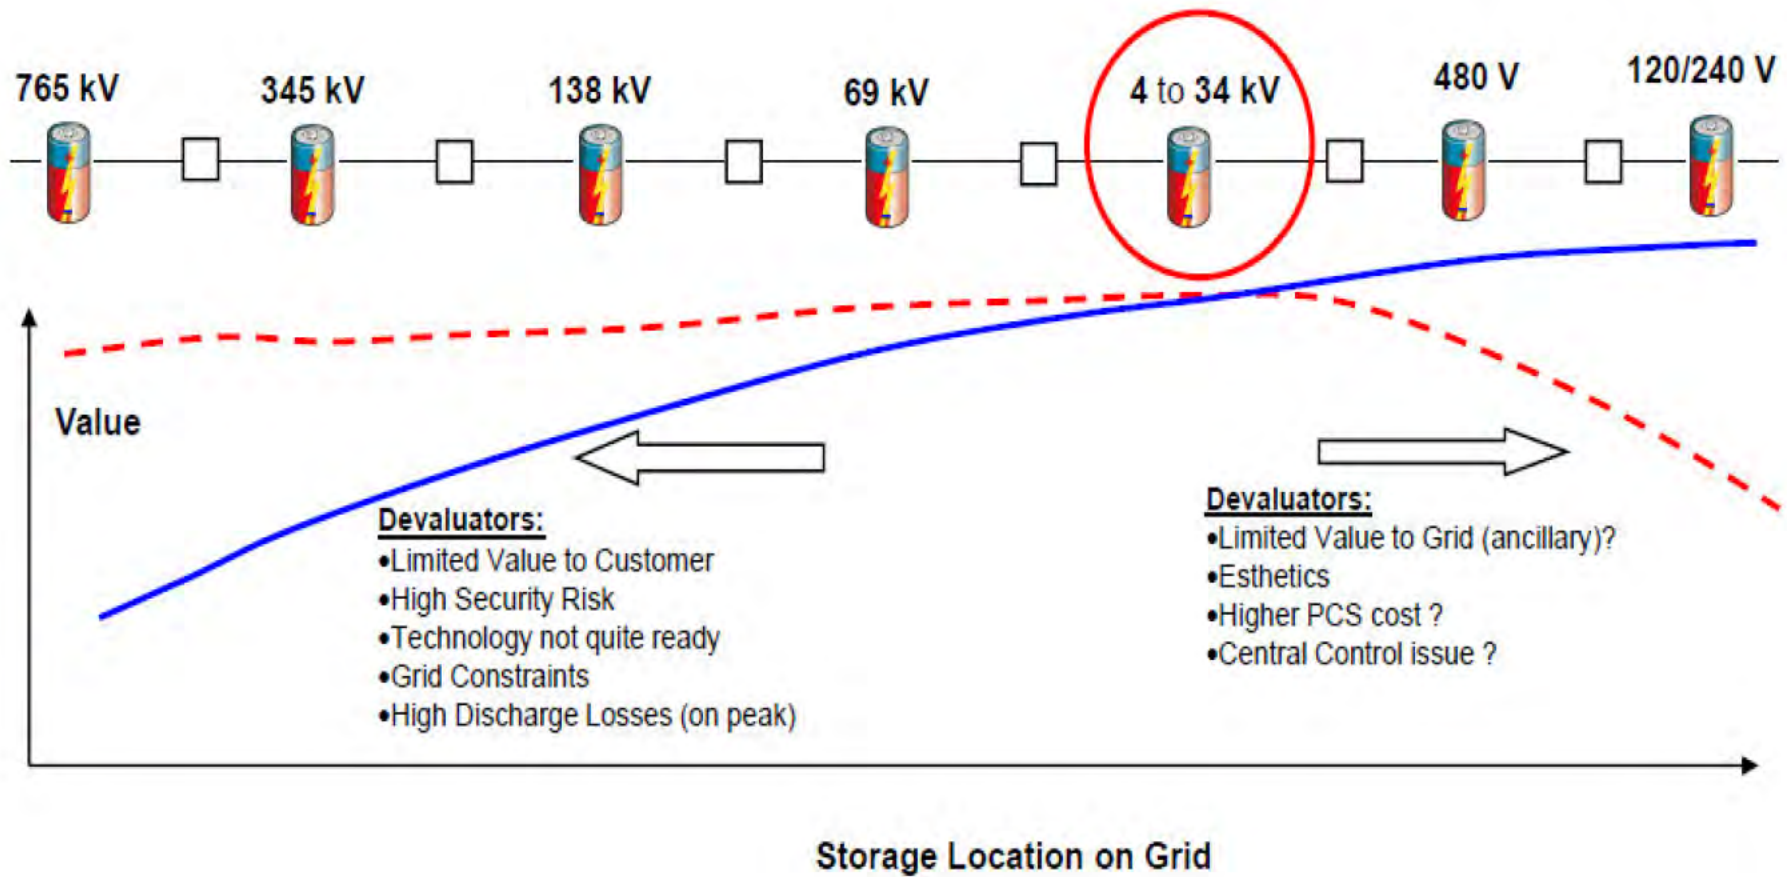 765 kV
345 kV
138 kV
69 kV
4 to 34 kV
480 V
120/240 V
Value
Devaluators:
•Limited Value to Customer
•High Security Risk
•Technology not quite ready
•Grid Constraints
•High Discharge Losses (on peak)
Devaluators:
•Limited Value to Grid (ancillary)?
•Esthetics
•Higher PCS cost ?
•Central Control issue ?
Storage Location on Grid